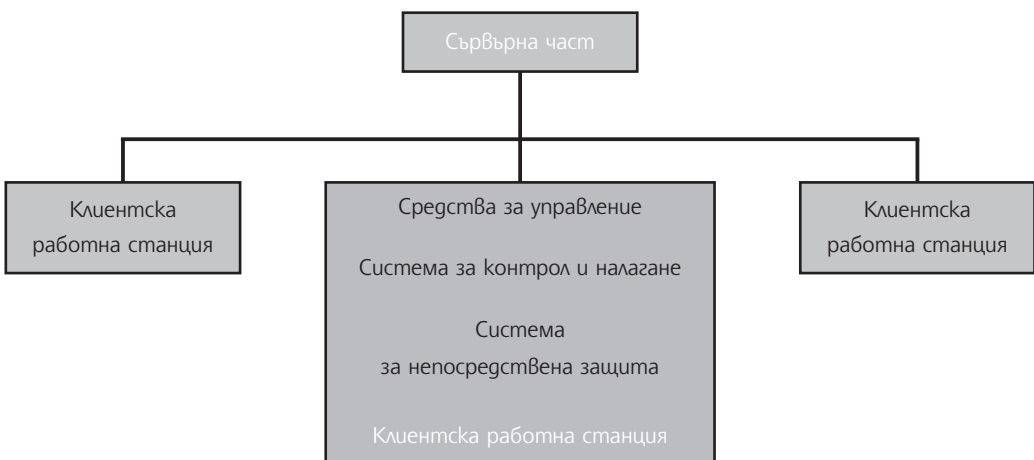 Сървърна част
Клиентска
работна станция
Средства за управление
Система за контрол и налагане
Система
за непосредствена защита
Клиентска работна станция
Клиентска
работна станция